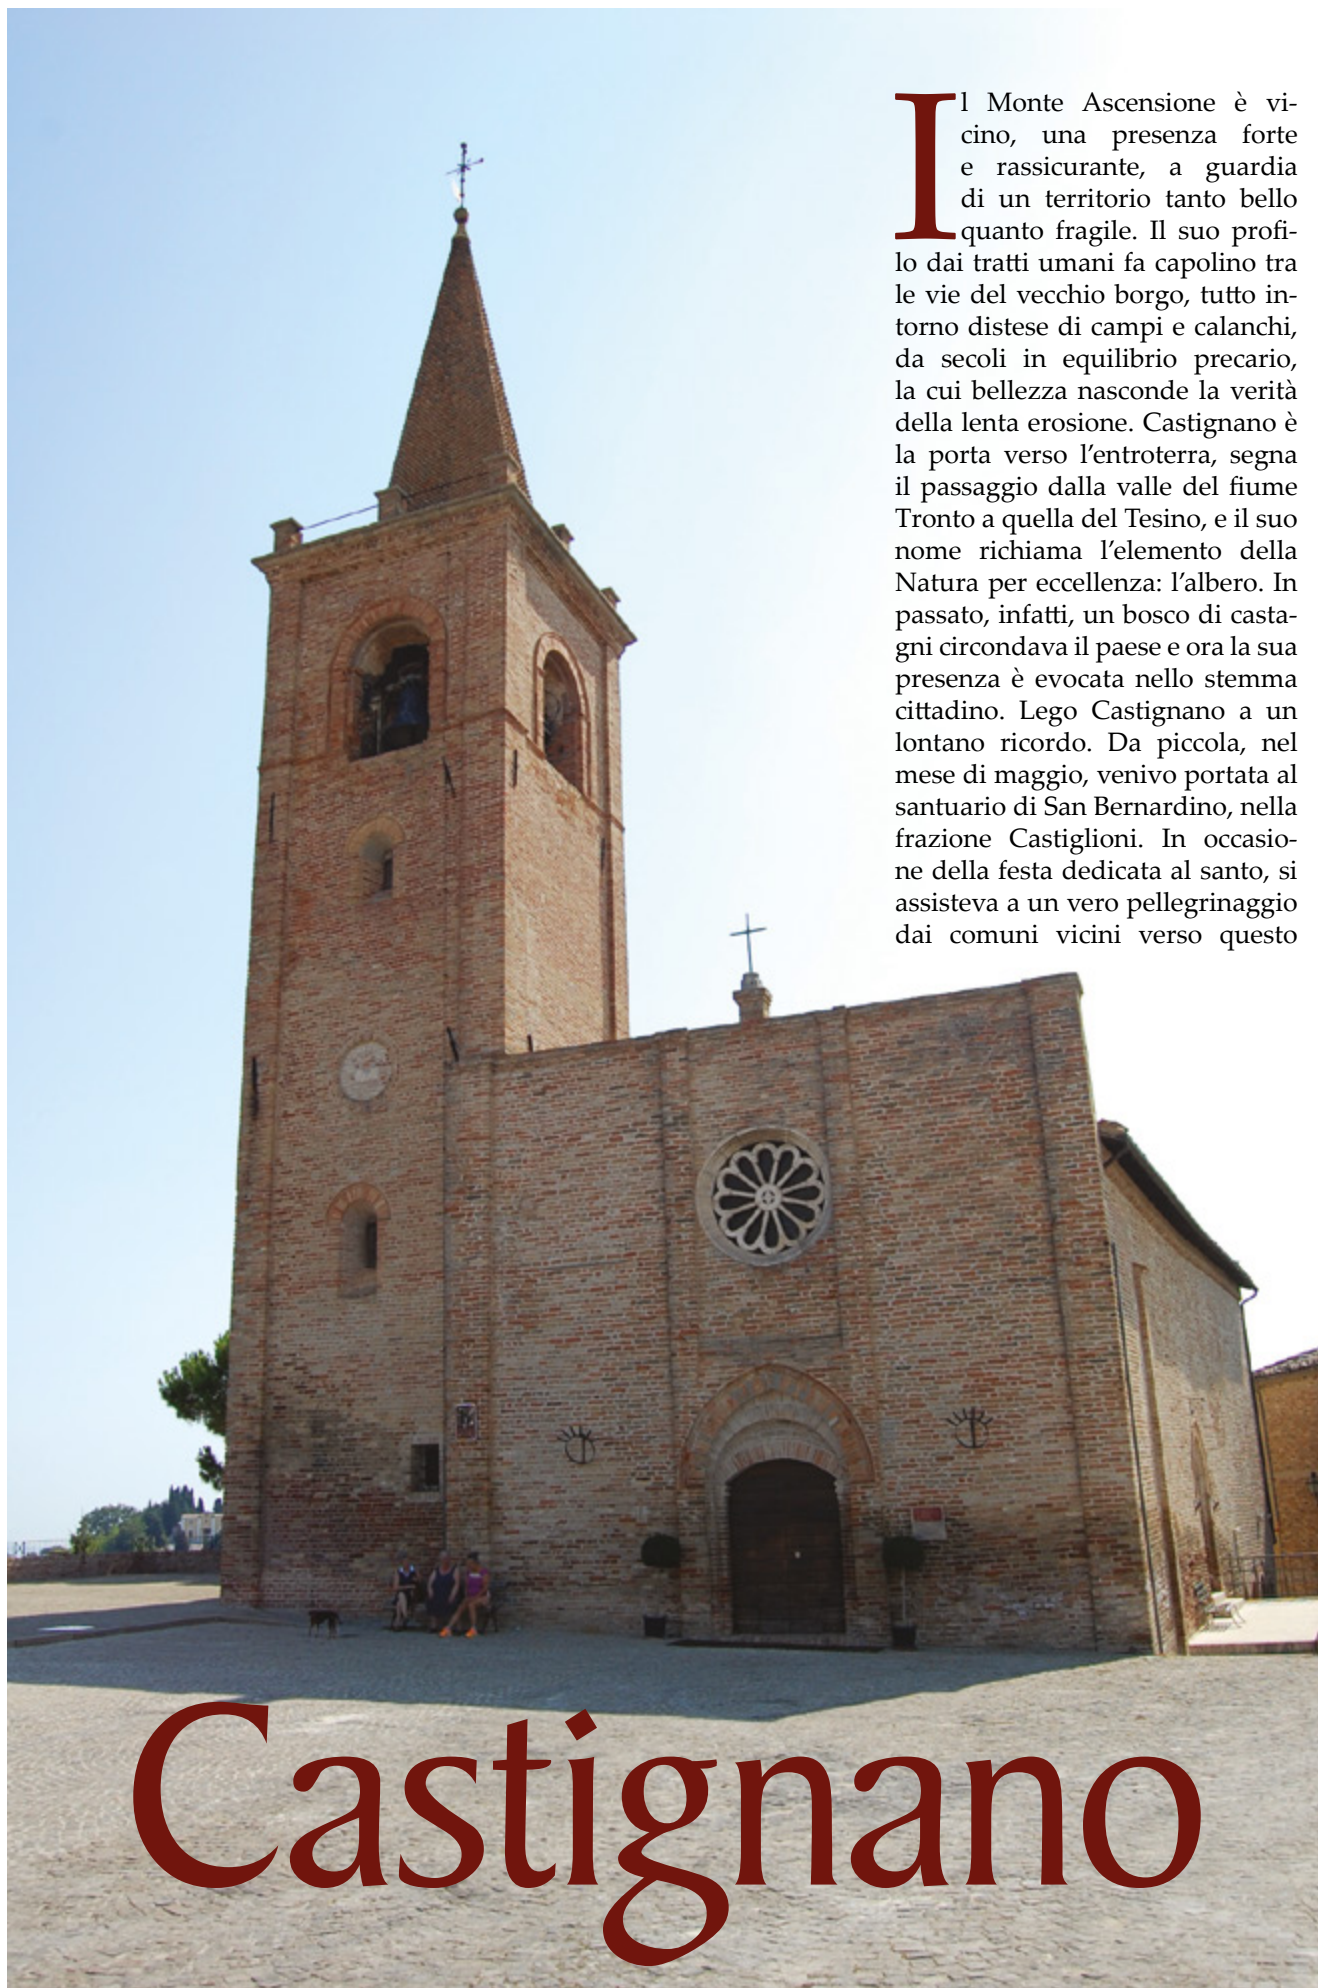 Il Monte Ascensione è vi-
cino, una presenza forte
e rassicurante, a guardia
di un territorio tanto bello
quanto fragile. Il suo profi-
lo dai tratti umani fa capolino tra
le vie del vecchio borgo, tutto in-
torno distese di campi e calanchi,
da secoli in equilibrio precario,
la cui bellezza nasconde la verità
della lenta erosione. Castignano è
la porta verso l'entroterra, segna
il passaggio dalla valle del fiume
Tronto a quella del Tesino, e il suo
nome richiama l'elemento della
Natura per eccellenza: l'albero. In
passato, infatti, un bosco di casta-
gni circondava il paese e ora la sua
presenza è evocata nello stemma
cittadino. Lego Castignano a un
lontano ricordo. Da piccola, nel
mese di maggio, venivo portata al
santuario di San Bernardino, nella
frazione Castiglioni. In occasio-
ne della festa dedicata al santo, si
assisteva a un vero pellegrinaggio
dai comuni vicini verso questo
Castignano